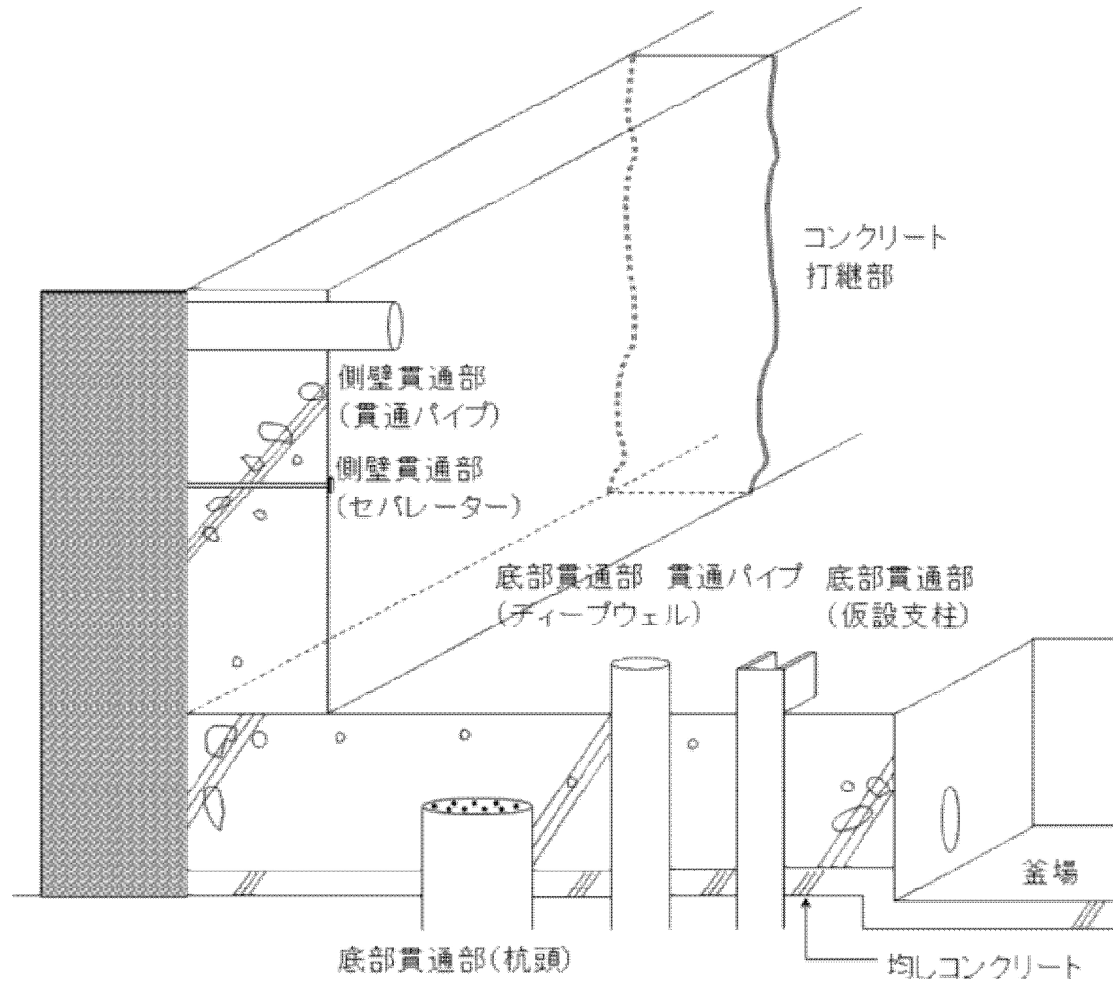 コンクリート
打継部
側壁貫通部
(貫通パイプ)
側壁貫通部
(セパレーター)
底部貫通部 貫通パイプ 底部貫通部
(ディープウェル) (仮設支柱)
釜場
底部貫通部(杭頭)
均しコンクリート